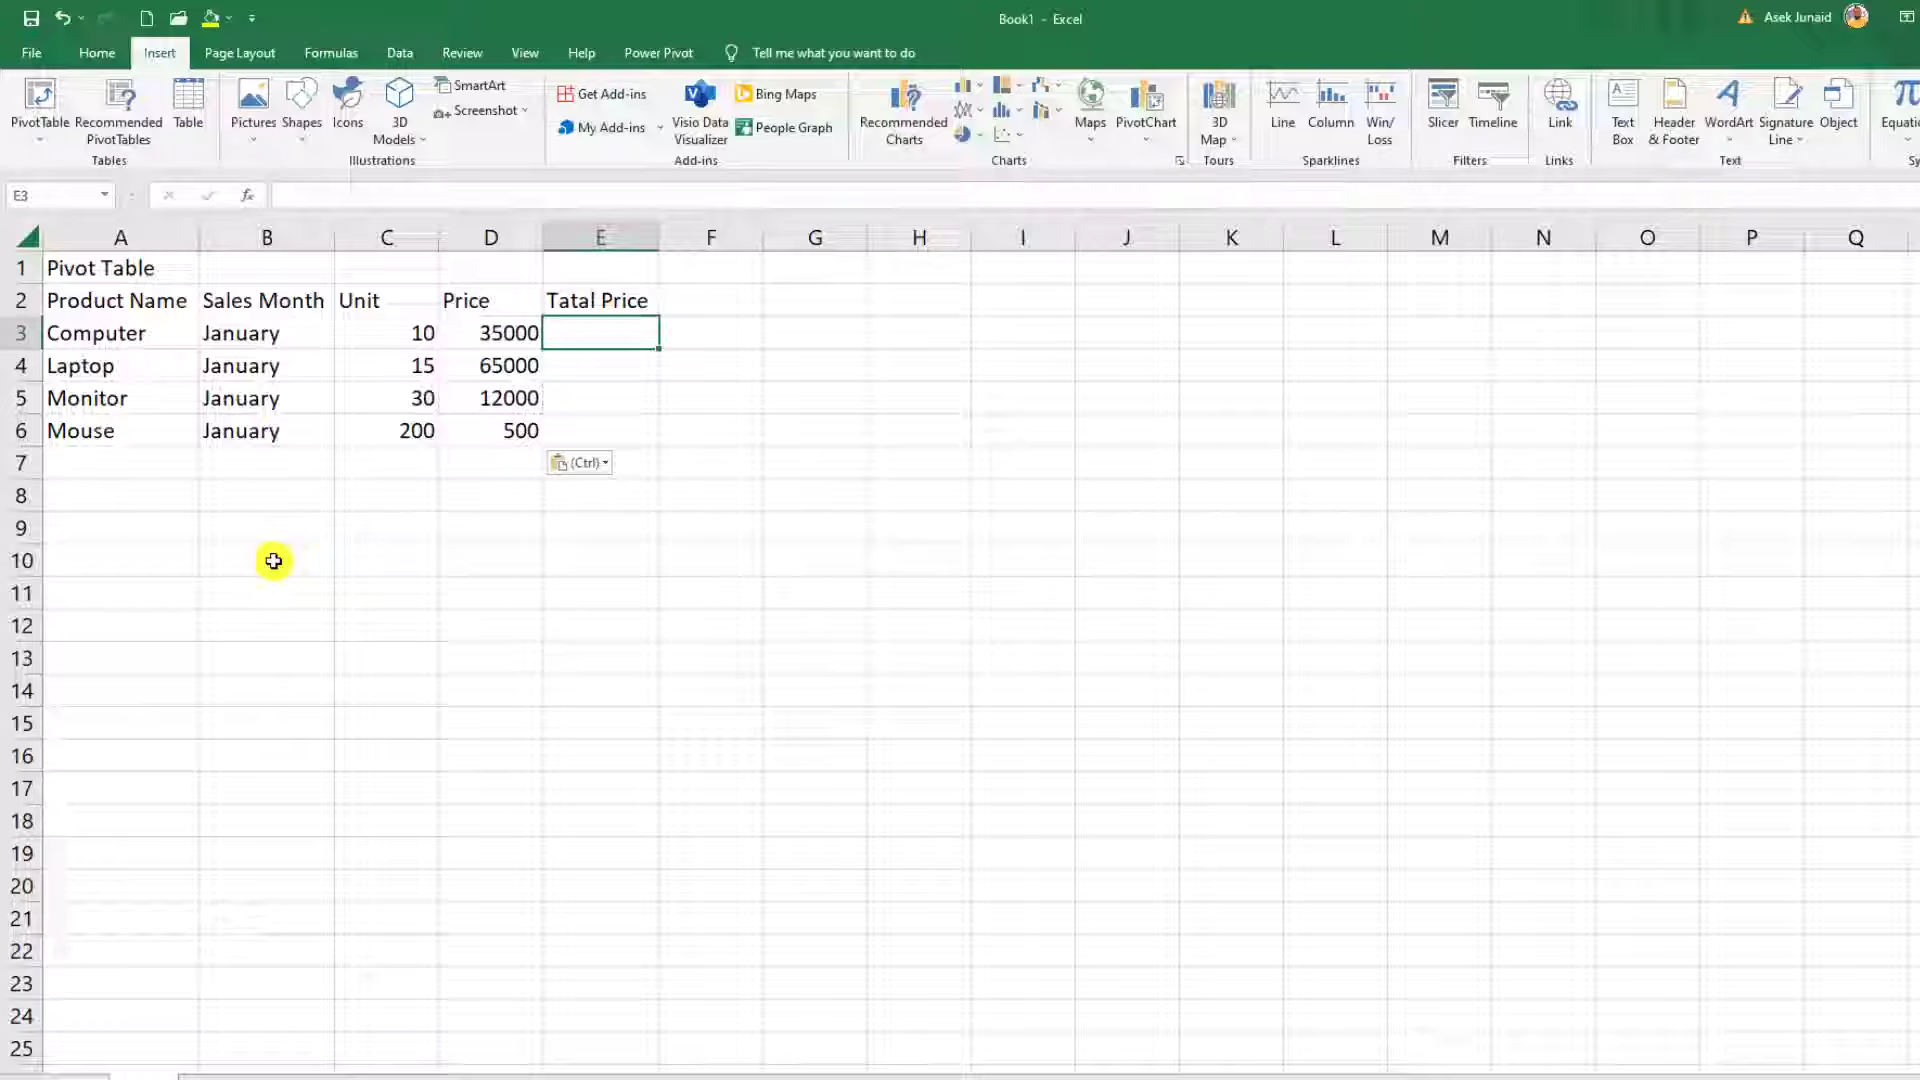 Book1 - Excel
Asek Junaid
File Home Insert Page Layout Formulas Data Review View Help Power Pivot Tell me what you want to do
PivotTable
Recommended PivotTables
Table
Tables
Pictures
Shapes
Icons
3D Models
SmartArt
Screenshot
Illustrations
Get Add-ins
My Add-ins
Visio Data Visualizer
Bing Maps
People Graph
Add-ins
Recommended Charts
Maps
PivotChart
Charts
3D Map
Tours
Line
Column
Win/Loss
Sparklines
Slicer
Timeline
Filters
Link
Links
Text Box
Header & Footer
WordArt
Signature Line
Object
Text
E3
fx
A B C D E F G H I J K L M N O P Q
1 Pivot Table
2 Product Name Sales Month Unit Price Tatal Price
3 Computer January 10 35000
4 Laptop January 15 65000
5 Monitor January 30 12000
6 Mouse January 200 500
7 (Ctrl)
8
9
10
11
12
13
14
15
16
17
18
19
20
21
22
23
24
25